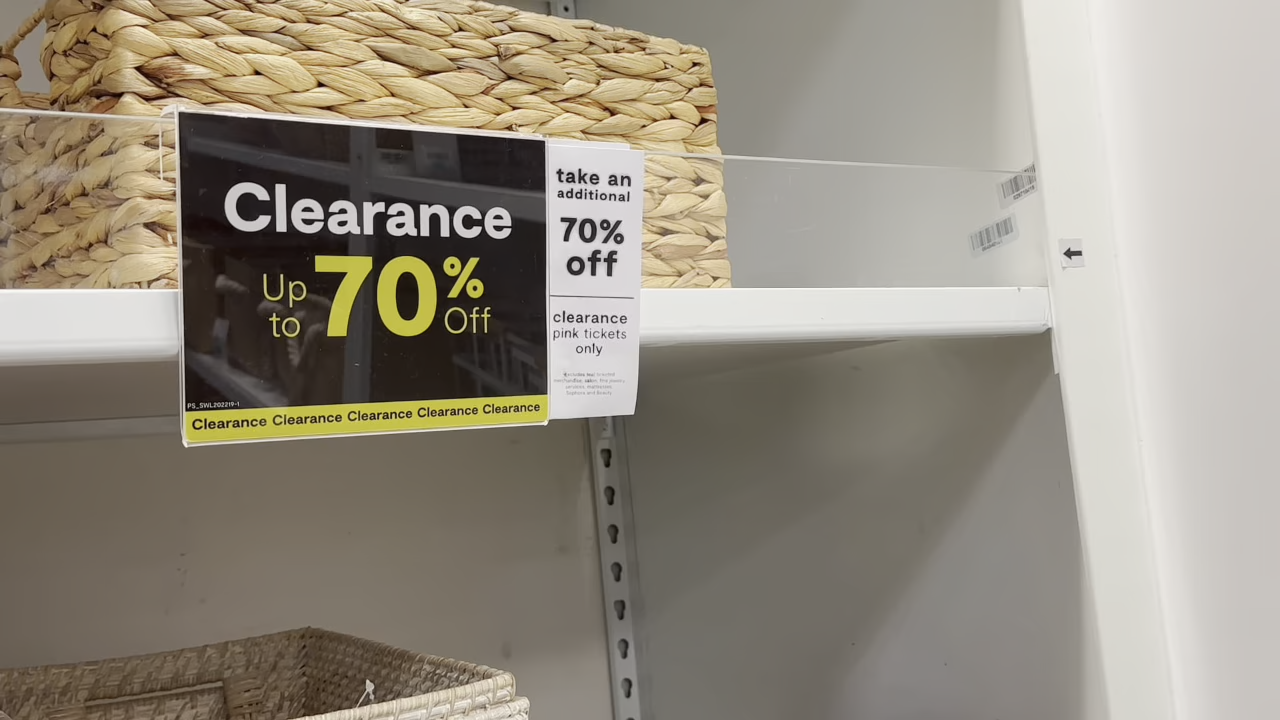 Clearance
Up to 70% Off
PS_SWL202219-1
Clearance Clearance Clearance Clearance Clearance
take an
additional
70%
off
clearance
pink tickets
only